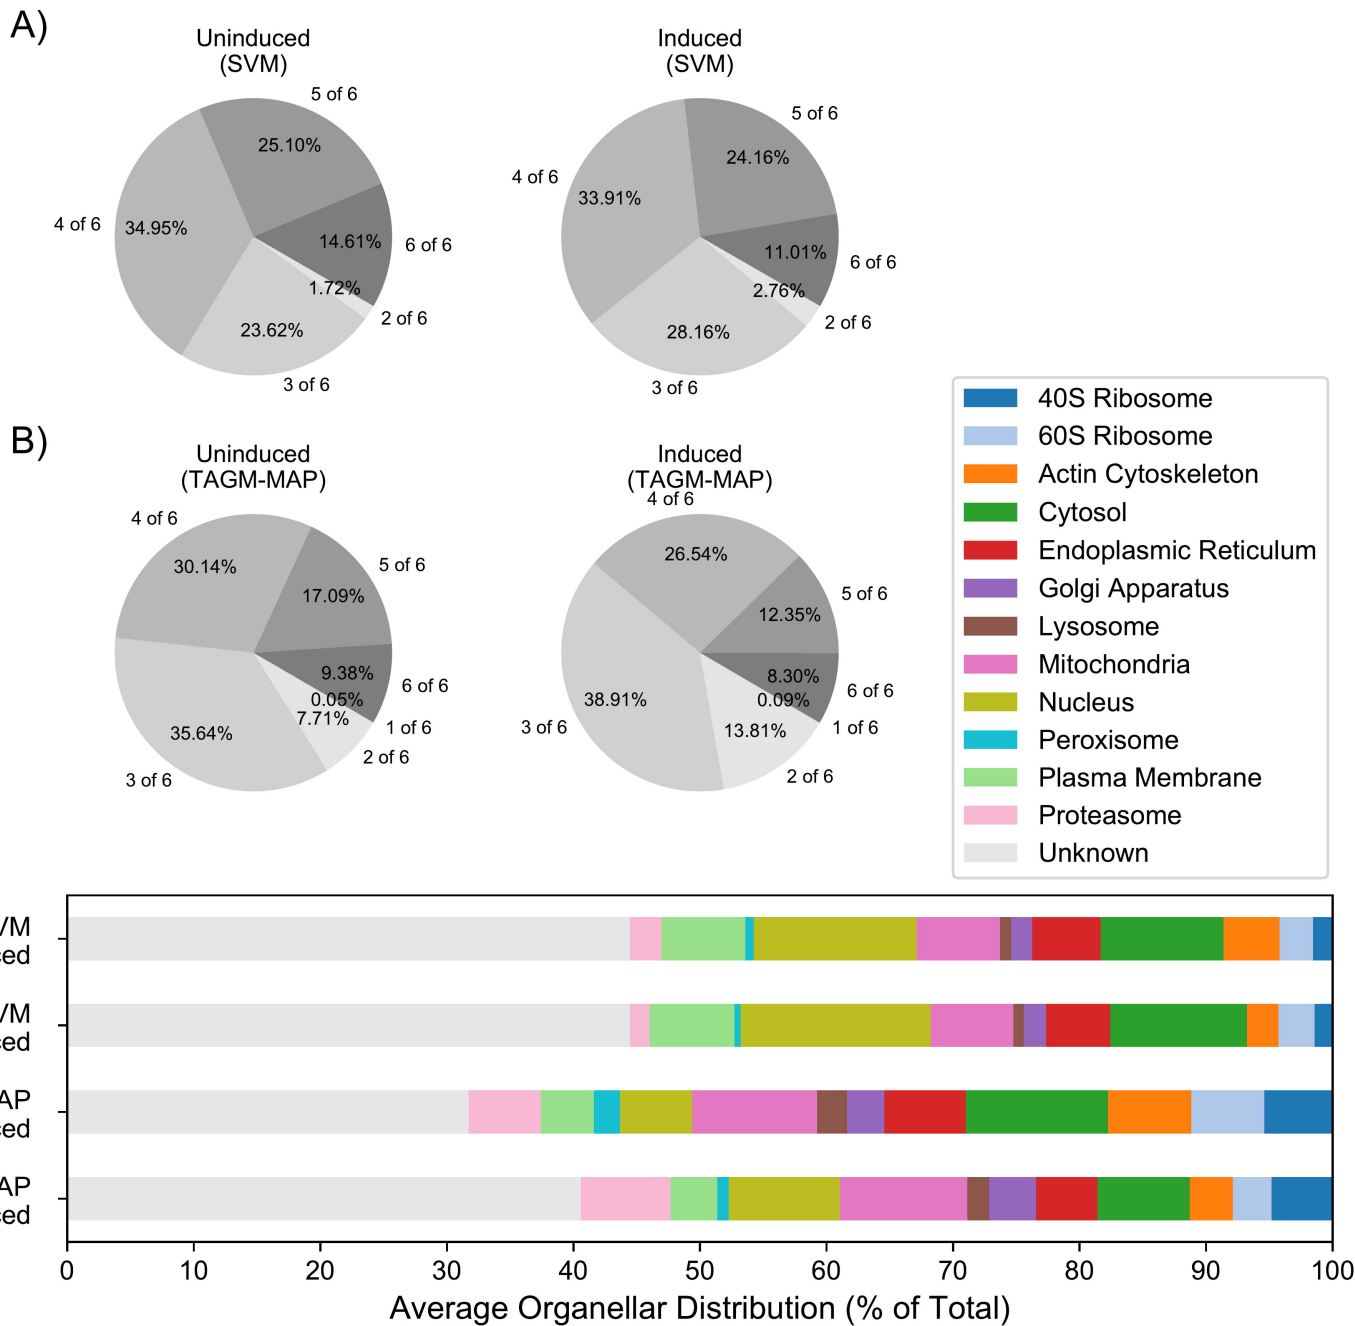 A)
Uninduced
(SVM)
5 of 6
25.10%
4 of 6
34.95%
14.61%
6 of 6
1.72%
2 of 6
23.62%
3 of 6
Induced
(SVM)
5 of 6
24.16%
4 of 6
33.91%
11.01%
6 of 6
2.76%
2 of 6
28.16%
3 of 6
B)
Uninduced
(TAGM-MAP)
4 of 6
30.14%
5 of 6
17.09%
9.38%
6 of 6
0.05%
1 of 6
7.71%
2 of 6
35.64%
3 of 6
Induced
(TAGM-MAP)
4 of 6
26.54%
5 of 6
12.35%
8.30%
6 of 6
0.09%
1 of 6
38.91%
3 of 6
13.81%
2 of 6
40S Ribosome
60S Ribosome
Actin Cytoskeleton
Cytosol
Endoplasmic Reticulum
Golgi Apparatus
Lysosome
Mitochondria
Nucleus
Peroxisome
Plasma Membrane
Proteasome
Unknown
VM
ced
VM
ced
AP
ced
AP
ced
0 10 20 30 40 50 60 70 80 90 100
Average Organellar Distribution (% of Total)